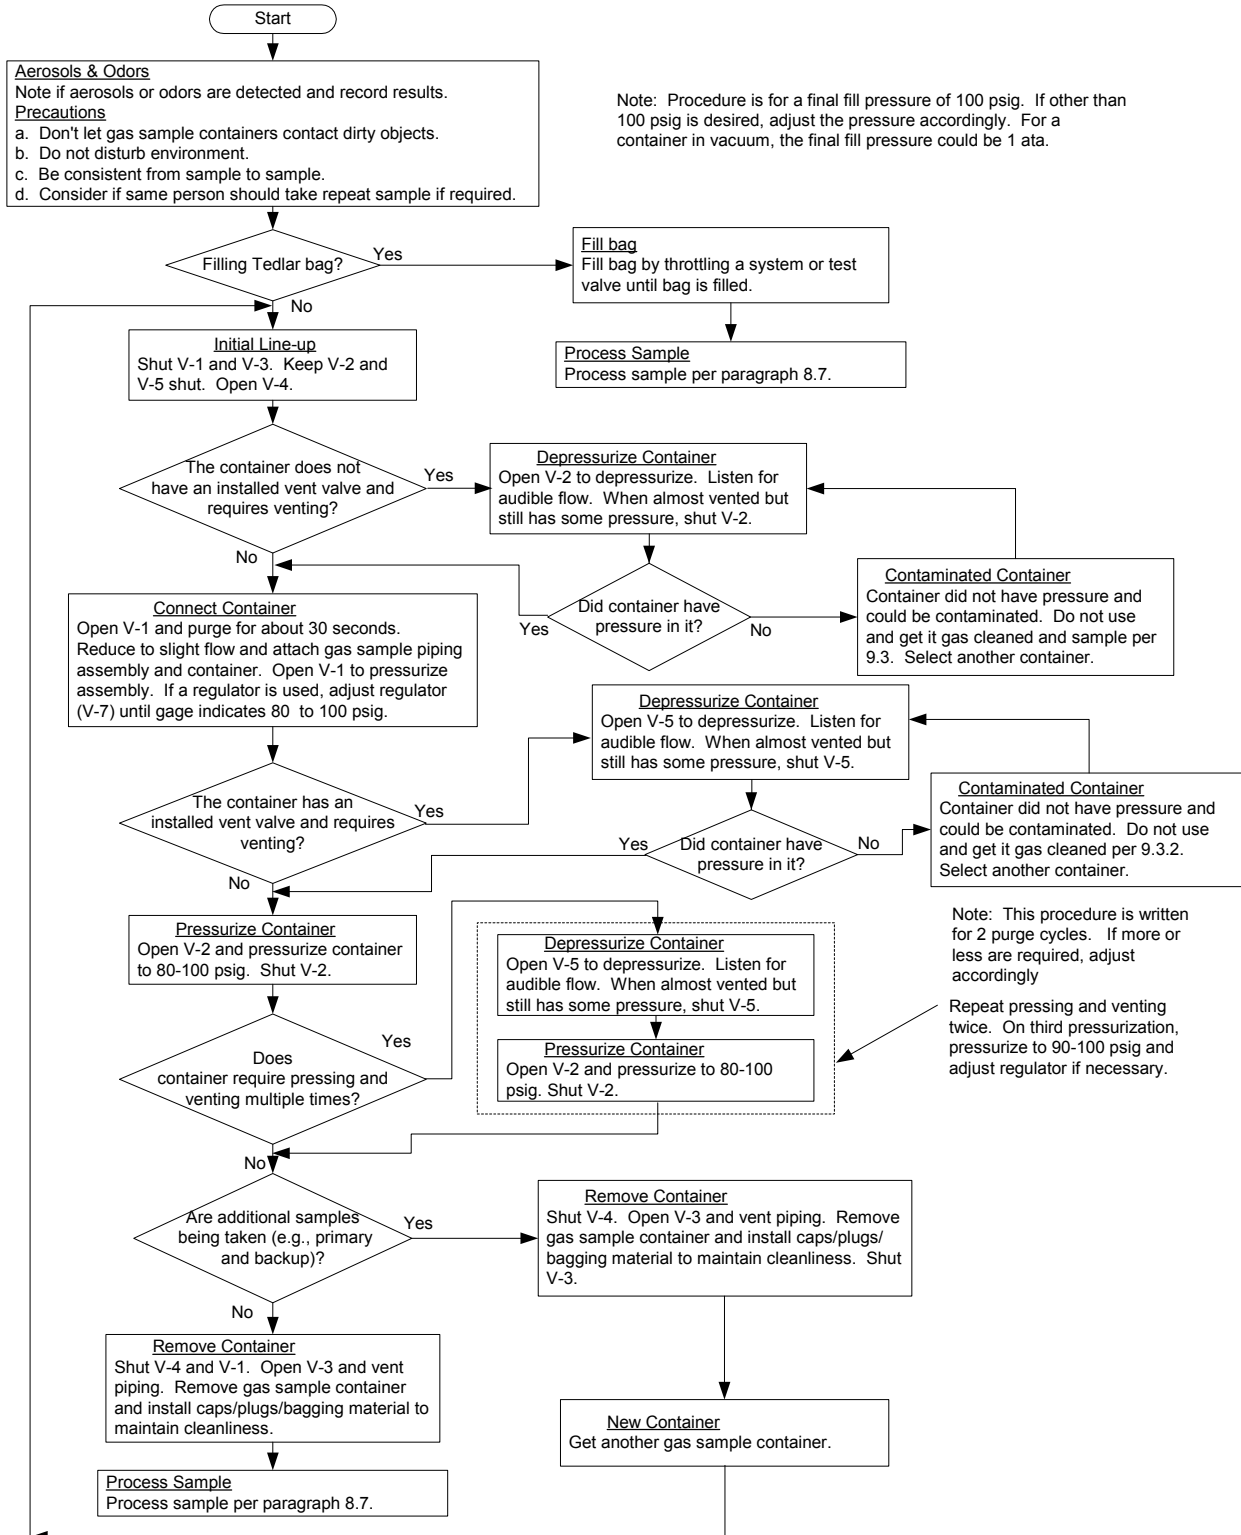 Start
Aerosols & Odors
Note if aerosols or odors are detected and record results.
Precautions
a. Don't let gas sample containers contact dirty objects.
b. Do not disturb environment.
c. Be consistent from sample to sample.
d. Consider if same person should take repeat sample if required.
Note: Procedure is for a final fill pressure of 100 psig. If other than
100 psig is desired, adjust the pressure accordingly. For a
container in vacuum, the final fill pressure could be 1 ata.
Filling Tedlar bag?
Yes
No
Fill bag
Fill bag by throttling a system or test
valve until bag is filled.
Process Sample
Process sample per paragraph 8.7.
Initial Line-up
Shut V-1 and V-3. Keep V-2 and
V-5 shut. Open V-4.
The container does not
have an installed vent valve and
requires venting?
Yes
No
Depressurize Container
Open V-2 to depressurize. Listen for
audible flow. When almost vented but
still has some pressure, shut V-2.
Did container have
pressure in it?
Yes
No
Contaminated Container
Container did not have pressure and
could be contaminated. Do not use
and get it gas cleaned and sample per
9.3. Select another container.
Connect Container
Open V-1 and purge for about 30 seconds.
Reduce to slight flow and attach gas sample piping
assembly and container. Open V-1 to pressurize
assembly. If a regulator is used, adjust regulator
(V-7) until gage indicates 80 to 100 psig.
Depressurize Container
Open V-5 to depressurize. Listen for
audible flow. When almost vented but
still has some pressure, shut V-5.
The container has an
installed vent valve and requires
venting?
Yes
No
Did container have
pressure in it?
Yes
No
Contaminated Container
Container did not have pressure and
could be contaminated. Do not use
and get it gas cleaned per 9.3.2.
Select another container.
Pressurize Container
Open V-2 and pressurize container
to 80-100 psig. Shut V-2.
Depressurize Container
Open V-5 to depressurize. Listen for
audible flow. When almost vented but
still has some pressure, shut V-5.
Pressurize Container
Open V-2 and pressurize to 80-100
psig. Shut V-2.
Note: This procedure is written
for 2 purge cycles. If more or
less are required, adjust
accordingly
Repeat pressing and venting
twice. On third pressurization,
pressurize to 90-100 psig and
adjust regulator if necessary.
Does
container require pressing and
venting multiple times?
Yes
No
Are additional samples
being taken (e.g., primary
and backup)?
Yes
No
Remove Container
Shut V-4. Open V-3 and vent piping. Remove
gas sample container and install caps/plugs/
bagging material to maintain cleanliness. Shut
V-3.
Remove Container
Shut V-4 and V-1. Open V-3 and vent
piping. Remove gas sample container
and install caps/plugs/bagging material to
maintain cleanliness.
New Container
Get another gas sample container.
Process Sample
Process sample per paragraph 8.7.